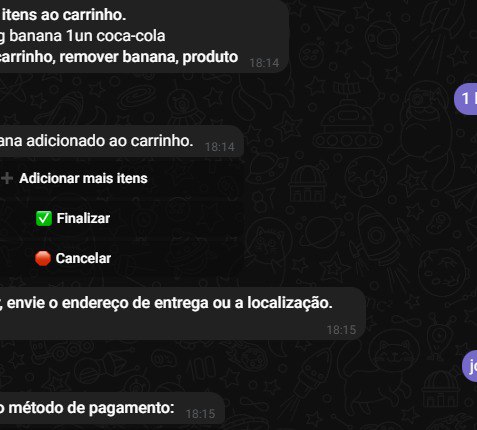 itens ao carrinho.
g banana 1un coca-cola
carrinho, remover banana, produto 18:14
1
ana adicionado ao carrinho. 18:14
Adicionar mais itens
Finalizar
Cancelar
, envie o endereço de entrega ou a localização.
18:15
jo
o método de pagamento: 18:15